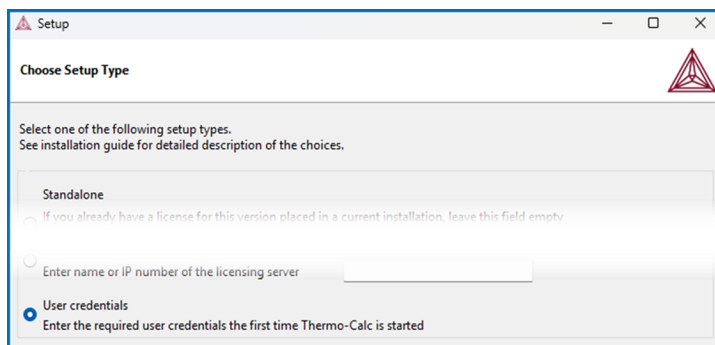 Setup
Choose Setup Type
Select one of the following setup types.
See installation guide for detailed description of the choices.
Standalone
If you already have a license for this version placed in a current installation, leave this field empty
Enter name or IP number of the licensing server
User credentials
Enter the required user credentials the first time Thermo-Calc is started